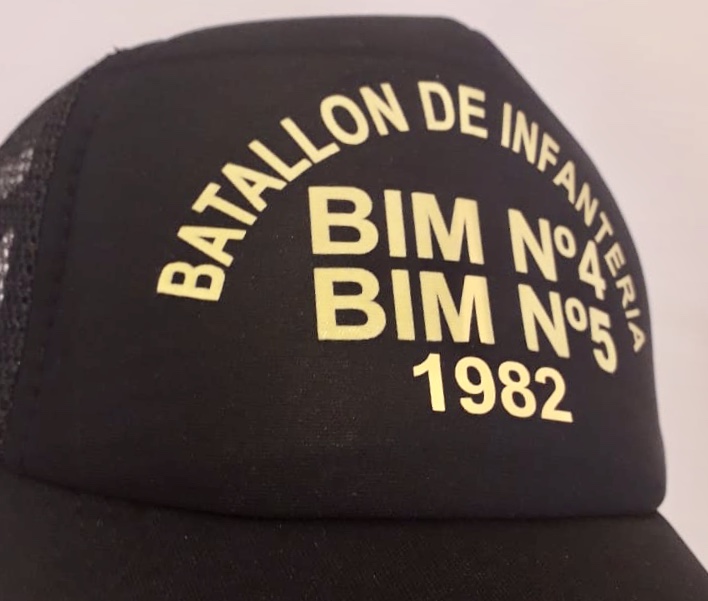 BATALLON DE INFANTERIA
BIM Nº4
BIM Nº5
1982